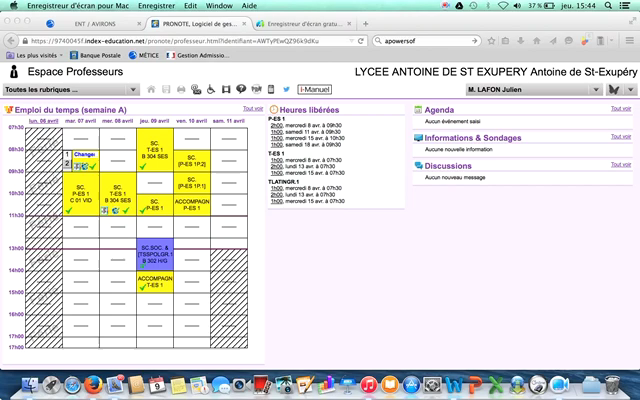 Enregistreur d'écran pour Mac Enregistrer Edit Window Aide 37 % jeu. 15:44
ENT / AVIRONS
PRONOTE, Logiciel de ges...
Enregistreur d'écran gratu...
https://9740045f.index-education.net/pronote/professeur.html?identifiant=AWTyPEwQZ96k9dKu
apowersof
Les plus visités Banque Postale MÉTICE Gestion Admissio...
Espace Professeurs
LYCEE ANTOINE DE ST EXUPERY Antoine de St-Exupéry
Toutes les rubriques ...
i-Manuel
M. LAFON Julien
Emploi du temps (semaine A) Tout voir
lun. 06 avril mar. 07 avril mer. 08 avril jeu. 09 avril ven. 10 avril sam. 11 avril
07h30
08h30
09h30
10h30
11h30
13h00
14h00
15h00
16h00
17h00
17h00
1
2
Change
SC.
P-ES 1
C 01 VID
SC.
T-ES 1
B 304 SES
SC.
T-ES 1
B 304 SES
SC.
P-ES 1
SC.SOC. &
[TSSPOLGR.1
B 302 H/G
ACCOMPAGN
T-ES 1
SC.
[P-ES 1P.2]
SC.
[P-ES 1P.1]
ACCOMPAGN
P-ES 1
Heures libérées
P-ES 1
2h00, mercredi 8 avr. à 09h30
1h00, samedi 11 avr. à 09h30
1h00, mercredi 15 avr. à 10h30
1h00, samedi 18 avr. à 09h30
T-ES 1
1h00, mercredi 8 avr. à 07h30
2h00, lundi 13 avr. à 07h30
1h00, mercredi 15 avr. à 07h30
TLATINGR.1
1h00, mercredi 8 avr. à 07h30
2h00, lundi 13 avr. à 07h30
1h00, mercredi 15 avr. à 07h30
Agenda Tout voir
Aucun événement saisi
Informations & Sondages Tout voir
Aucune nouvelle information
Discussions Tout voir
Aucun nouveau message